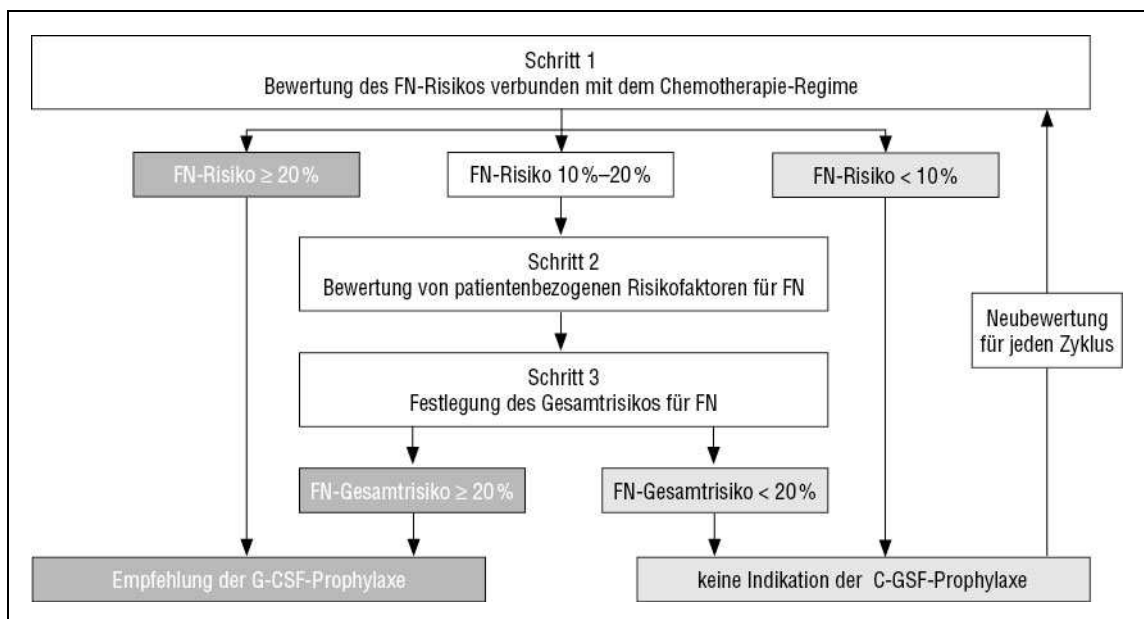 Schritt 1
Bewertung des FN-Risikos verbunden mit dem Chemotherapie-Regime
FN-Risiko ≥ 20 %
FN-Risiko 10 %–20 %
FN-Risiko < 10 %
Schritt 2
Bewertung von patientenbezogenen Risikofaktoren für FN
Neubewertung
für jeden Zyklus
Schritt 3
Festlegung des Gesamtrisikos für FN
FN-Gesamtrisiko ≥ 20 %
FN-Gesamtrisiko < 20 %
Empfehlung der G-CSF-Prophylaxe
keine Indikation der C-GSF-Prophylaxe